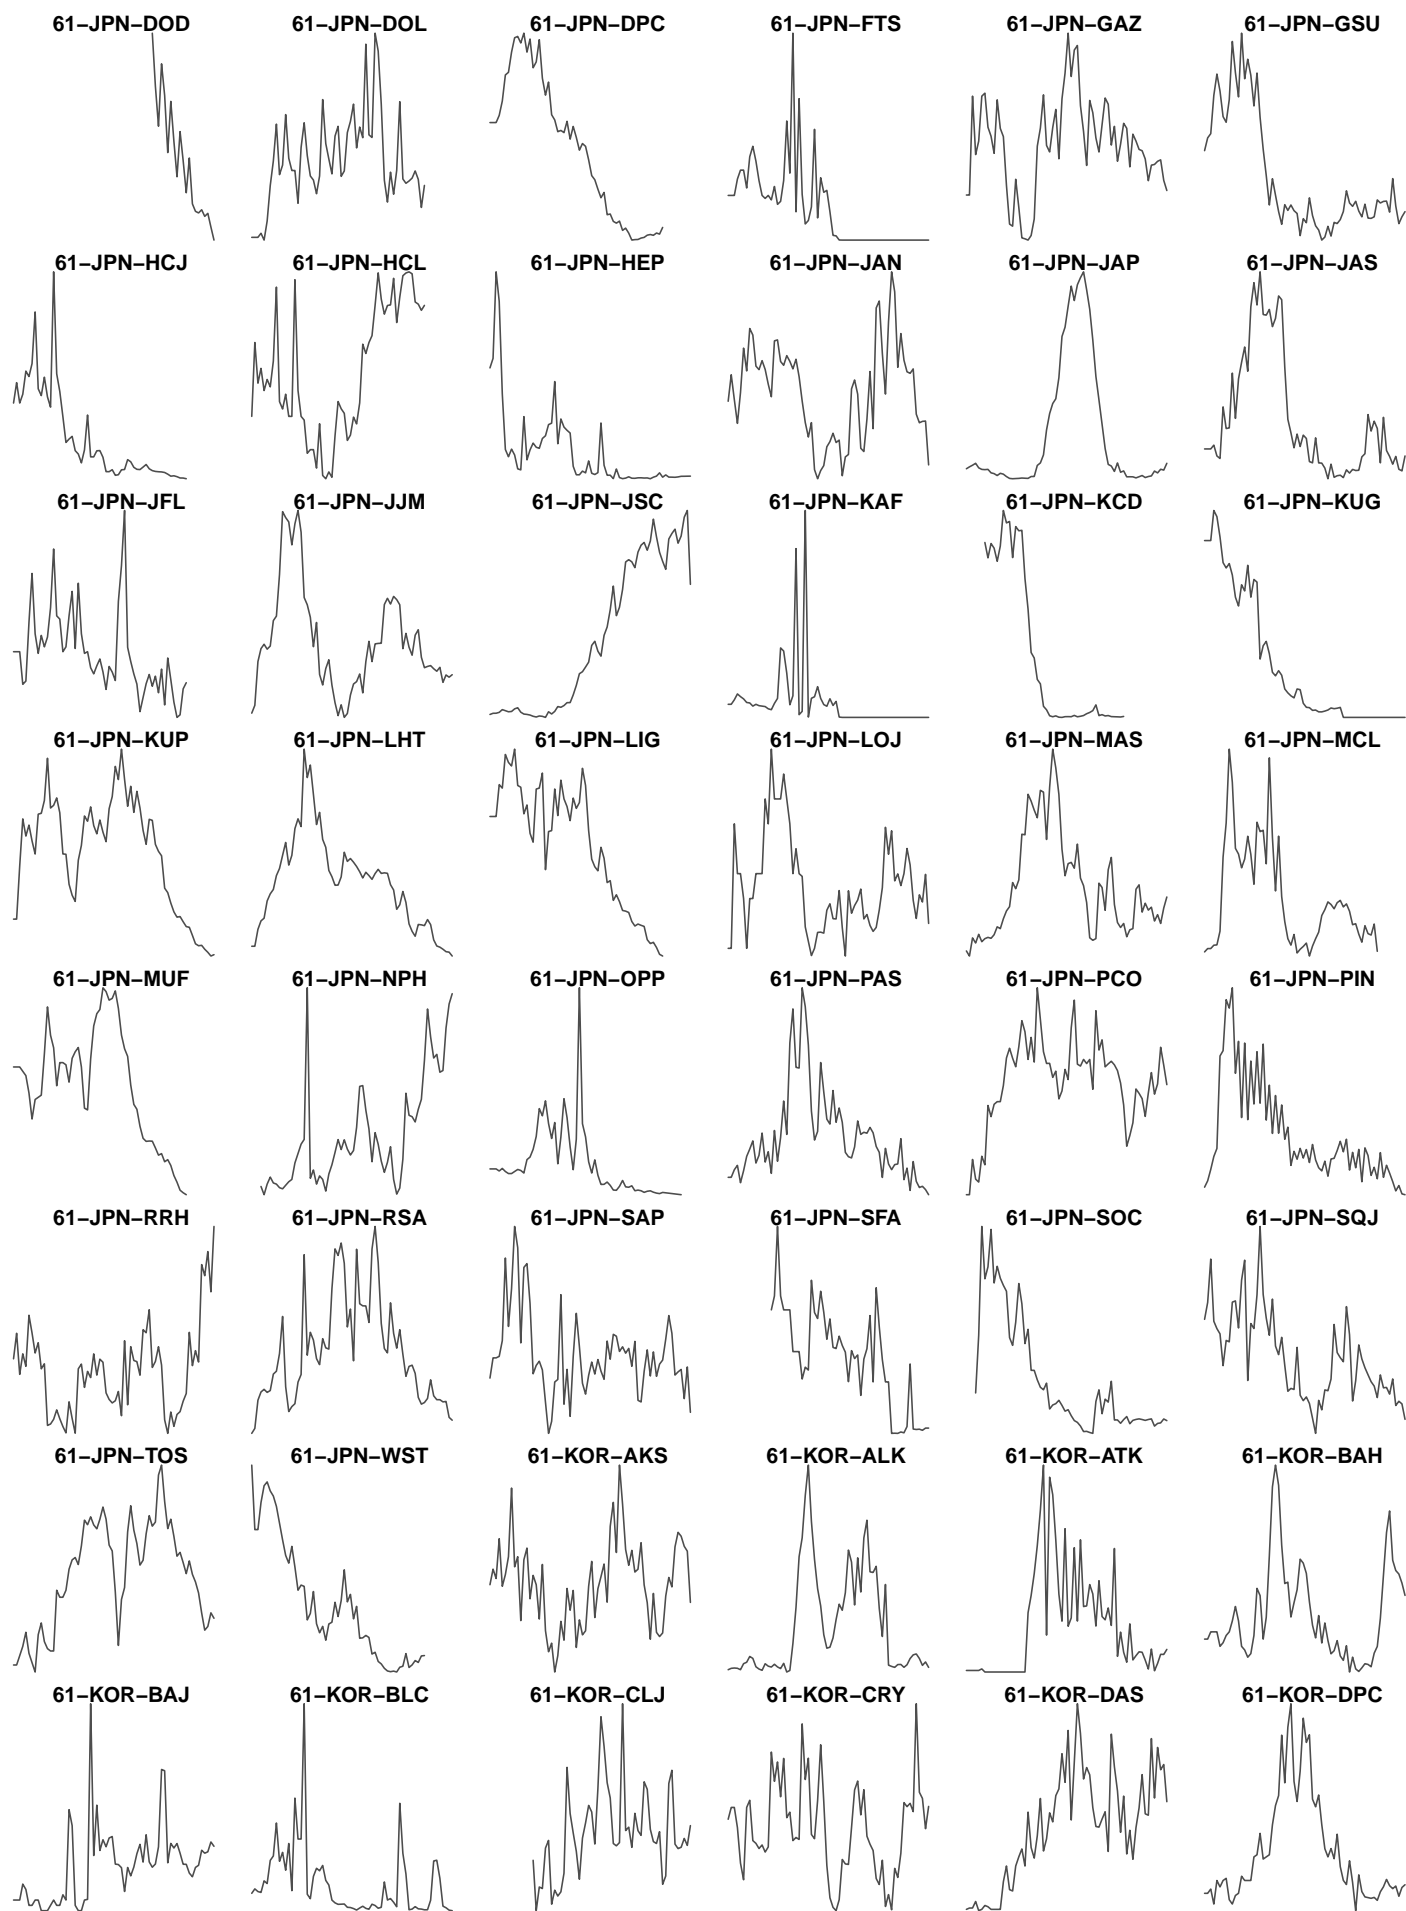 61–JPN–DOD 61–JPN–DOL 61–JPN–DPC 61–JPN–FTS 61–JPN–GAZ 61–JPN–GSU
61–JPN–HCJ 61–JPN–HCL 61–JPN–HEP 61–JPN–JAN 61–JPN–JAP 61–JPN–JAS
61–JPN–JFL 61–JPN–JJM 61–JPN–JSC 61–JPN–KAF 61–JPN–KCD 61–JPN–KUG
61–JPN–KUP 61–JPN–LHT 61–JPN–LIG 61–JPN–LOJ 61–JPN–MAS 61–JPN–MCL
61–JPN–MUF 61–JPN–NPH 61–JPN–OPP 61–JPN–PAS 61–JPN–PCO 61–JPN–PIN
61–JPN–RRH 61–JPN–RSA 61–JPN–SAP 61–JPN–SFA 61–JPN–SOC 61–JPN–SQJ
61–JPN–TOS 61–JPN–WST 61–KOR–AKS 61–KOR–ALK 61–KOR–ATK 61–KOR–BAH
61–KOR–BAJ 61–KOR–BLC 61–KOR–CLJ 61–KOR–CRY 61–KOR–DAS 61–KOR–DPC